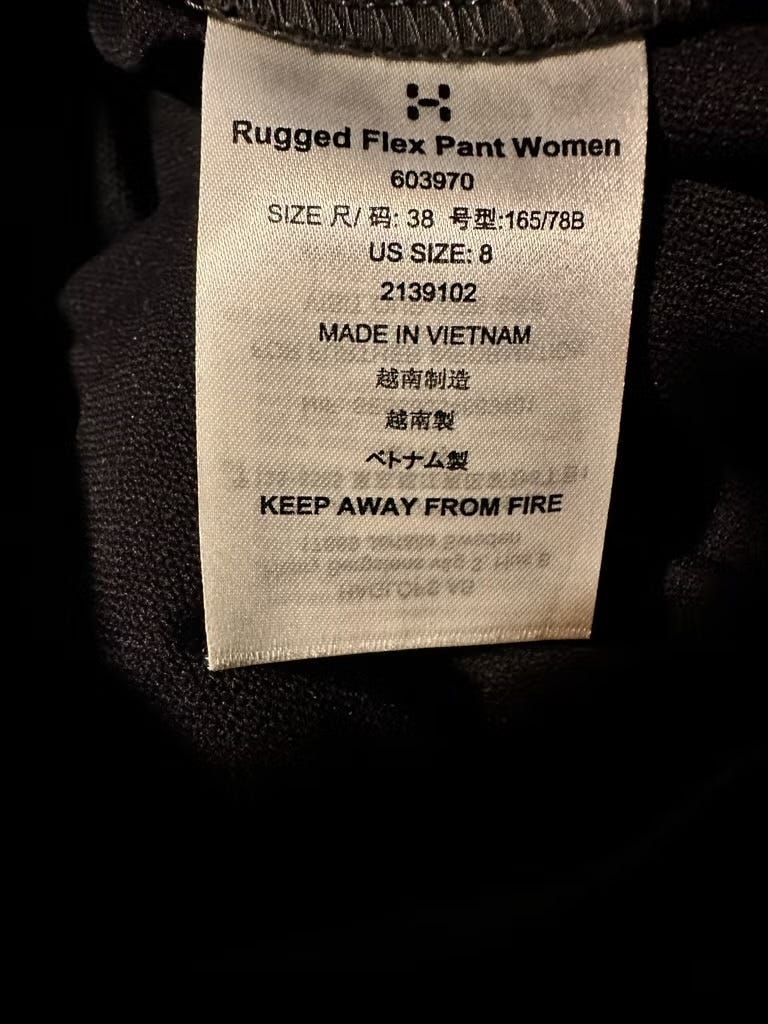 Rugged Flex Pant Women
603970
SIZE 尺/ 码: 38 号型:165/78B
US SIZE: 8
2139102
MADE IN VIETNAM
越南制造
越南製
ベトナム製
KEEP AWAY FROM FIRE